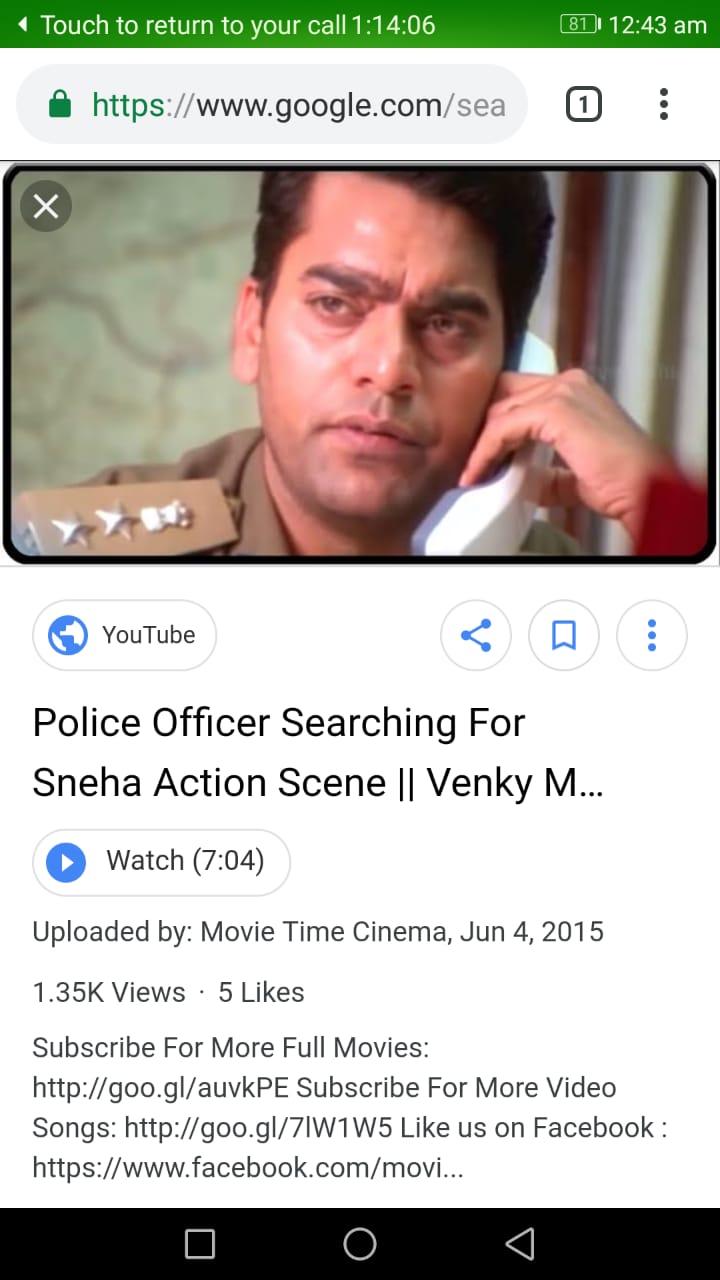 Touch to return to your call 1:14:06
81 12:43 am
https://www.google.com/sea
1
YouTube
Police Officer Searching For
Sneha Action Scene || Venky M...
Watch (7:04)
Uploaded by: Movie Time Cinema, Jun 4, 2015
1.35K Views · 5 Likes
Subscribe For More Full Movies:
http://goo.gl/auvkPE Subscribe For More Video
Songs: http://goo.gl/7lW1W5 Like us on Facebook :
https://www.facebook.com/movi...